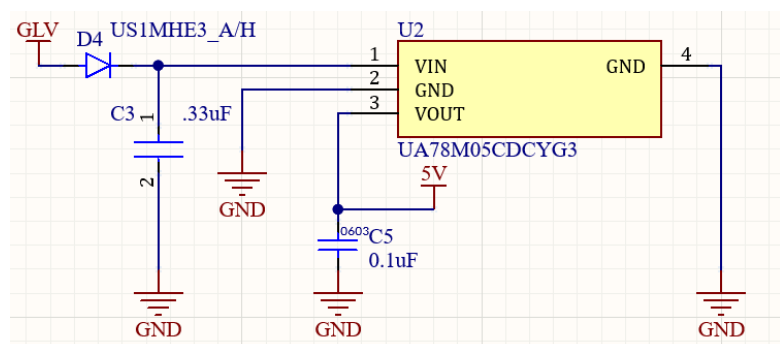 GLV
D4
US1MHE3_A/H
U2
1
VIN
GND
4
2
GND
3
VOUT
C3
1
.33uF
2
UA78M05CDCYG3
5V
GND
0603
C5
0.1uF
GND
GND
GND